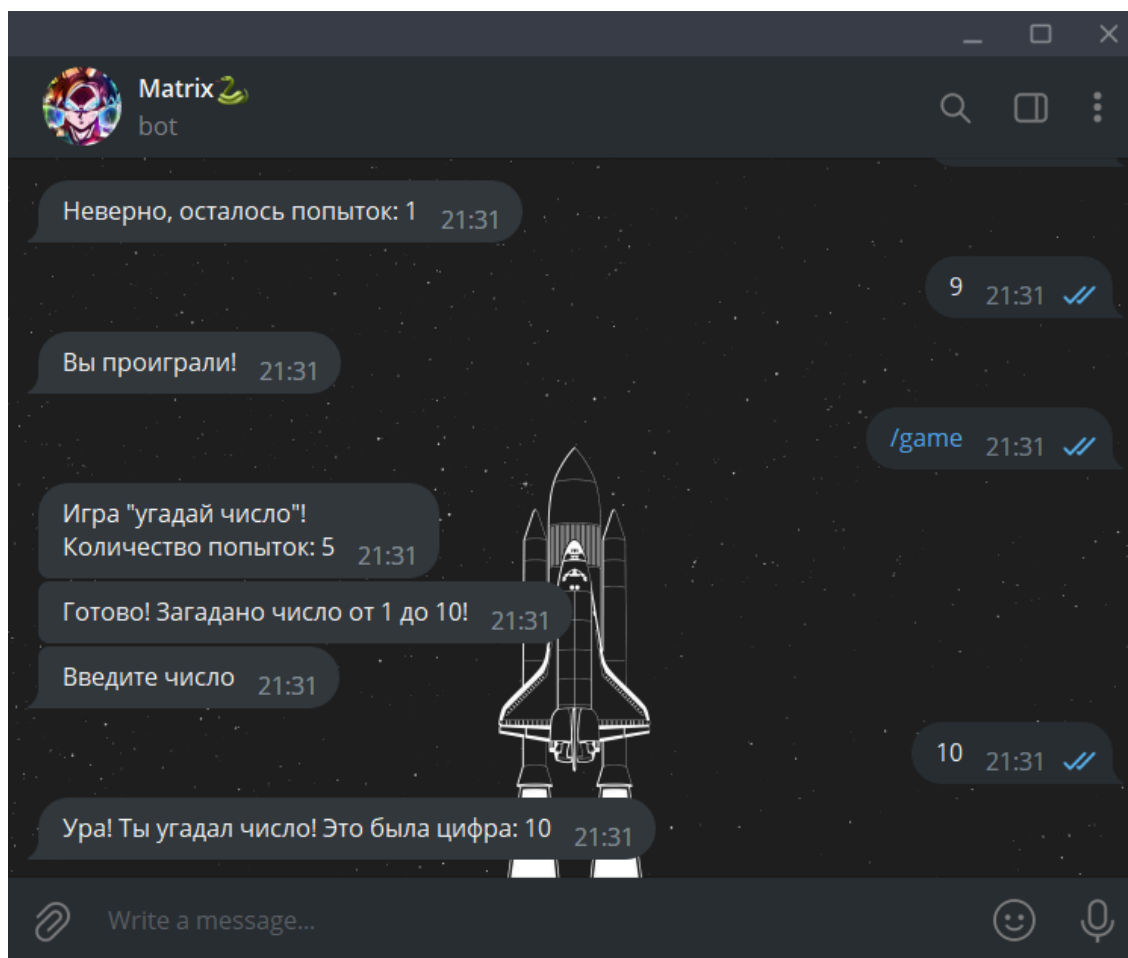 Matrix🐍
bot
Неверно, осталось попыток: 1 21:31
9 21:31
Вы проиграли! 21:31
/game 21:31
Игра "угадай число"!
Количество попыток: 5 21:31
Готово! Загадано число от 1 до 10! 21:31
Введите число 21:31
10 21:31
Ура! Ты угадал число! Это была цифра: 10 21:31
Write a message...